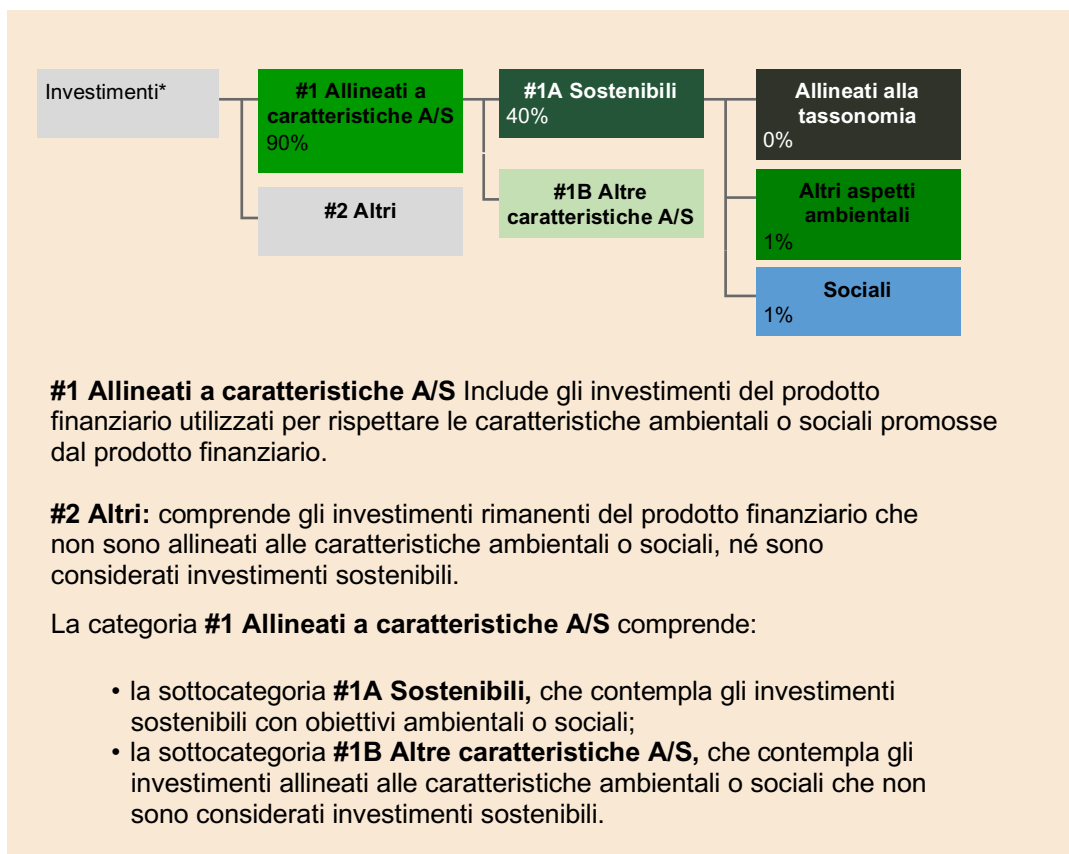 Investimenti*
#1 Allineati a
caratteristiche A/S
90%
#2 Altri
#1A Sostenibili
40%
#1B Altre
caratteristiche A/S
Allineati alla
tassonomia
0%
Altri aspetti
ambientali
1%
Sociali
1%
#1 Allineati a caratteristiche A/S Include gli investimenti del prodotto
finanziario utilizzati per rispettare le caratteristiche ambientali o sociali promosse
dal prodotto finanziario.
#2 Altri: comprende gli investimenti rimanenti del prodotto finanziario che
non sono allineati alle caratteristiche ambientali o sociali, né sono
considerati investimenti sostenibili.
La categoria #1 Allineati a caratteristiche A/S comprende:
• la sottocategoria #1A Sostenibili, che contempla gli investimenti
sostenibili con obiettivi ambientali o sociali;
• la sottocategoria #1B Altre caratteristiche A/S, che contempla gli
investimenti allineati alle caratteristiche ambientali o sociali che non
sono considerati investimenti sostenibili.